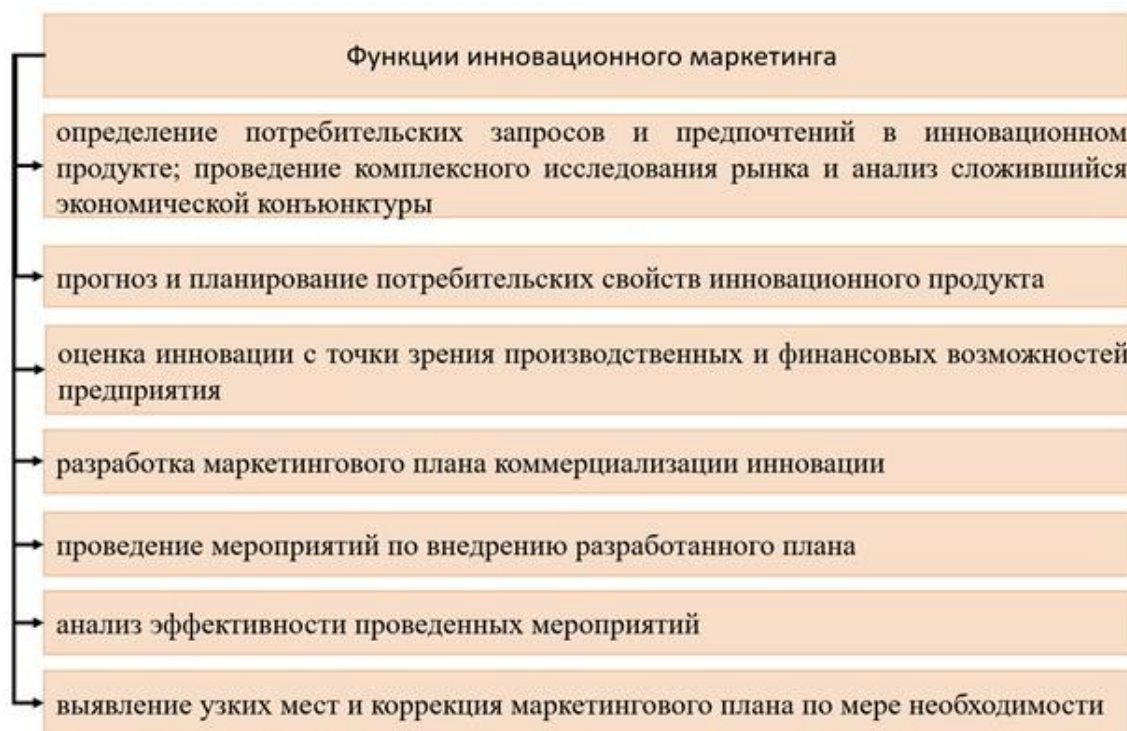 Функции инновационного маркетинга
определение потребительских запросов и предпочтений в инновационном
продукте; проведение комплексного исследования рынка и анализ сложившийся
экономической конъюнктуры
прогноз и планирование потребительских свойств инновационного продукта
оценка инновации с точки зрения производственных и финансовых возможностей
предприятия
разработка маркетингового плана коммерциализации инновации
проведение мероприятий по внедрению разработанного плана
анализ эффективности проведенных мероприятий
выявление узких мест и коррекция маркетингового плана по мере необходимости